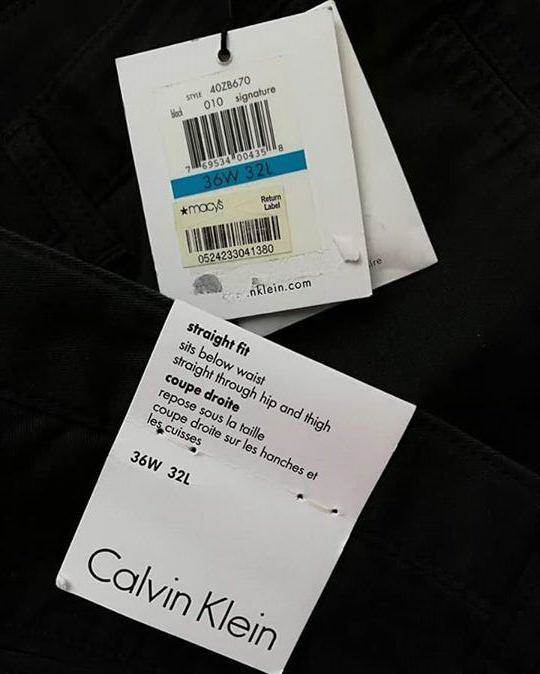 STYLE 40ZB670
black 010 signature
7 69534 00435 8
36W 32L
★macy's Return
Label
0524233041380
nklein.com
straight fit
sits below waist
straight through hip and thigh
coupe droite
repose sous la taille
coupe droite sur les hanches et
les cuisses
36W 32L
Calvin Klein